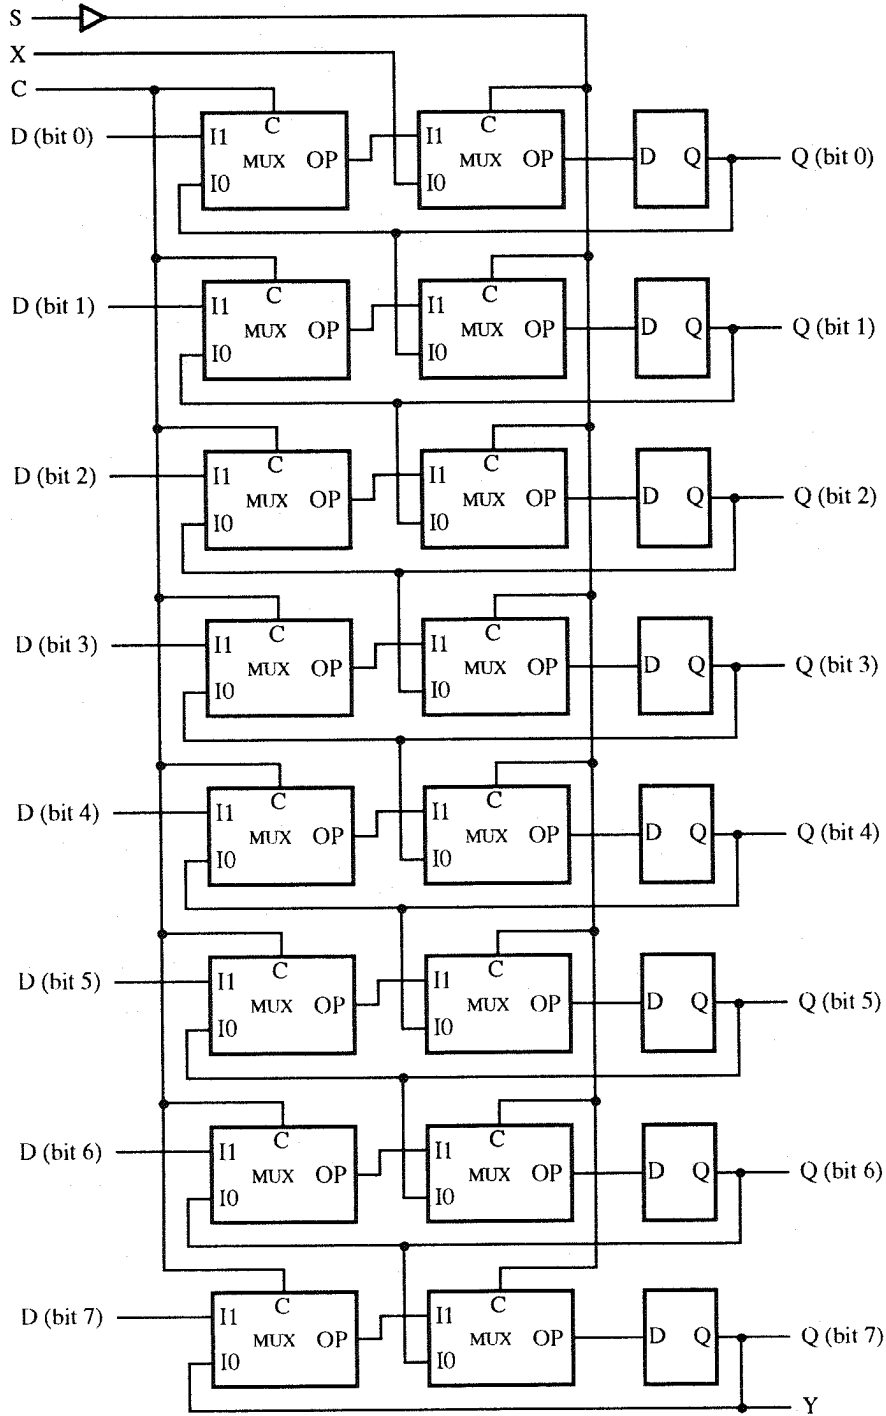 S
X
C
D (bit 0) I1 C MUX OP I0 I1 C MUX OP I0 D Q Q (bit 0)
D (bit 1) I1 C MUX OP I0 I1 C MUX OP I0 D Q Q (bit 1)
D (bit 2) I1 C MUX OP I0 I1 C MUX OP I0 D Q Q (bit 2)
D (bit 3) I1 C MUX OP I0 I1 C MUX OP I0 D Q Q (bit 3)
D (bit 4) I1 C MUX OP I0 I1 C MUX OP I0 D Q Q (bit 4)
D (bit 5) I1 C MUX OP I0 I1 C MUX OP I0 D Q Q (bit 5)
D (bit 6) I1 C MUX OP I0 I1 C MUX OP I0 D Q Q (bit 6)
D (bit 7) I1 C MUX OP I0 I1 C MUX OP I0 D Q Q (bit 7)
Y